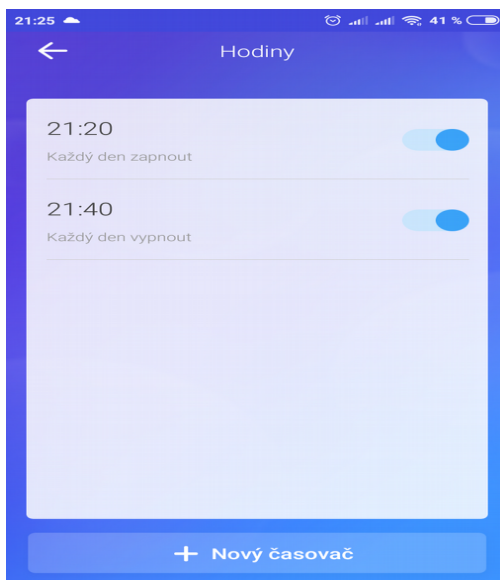 21:25 41 %
Hodiny
21:20
Každý den zapnout
21:40
Každý den vypnout
+ Nový časovač